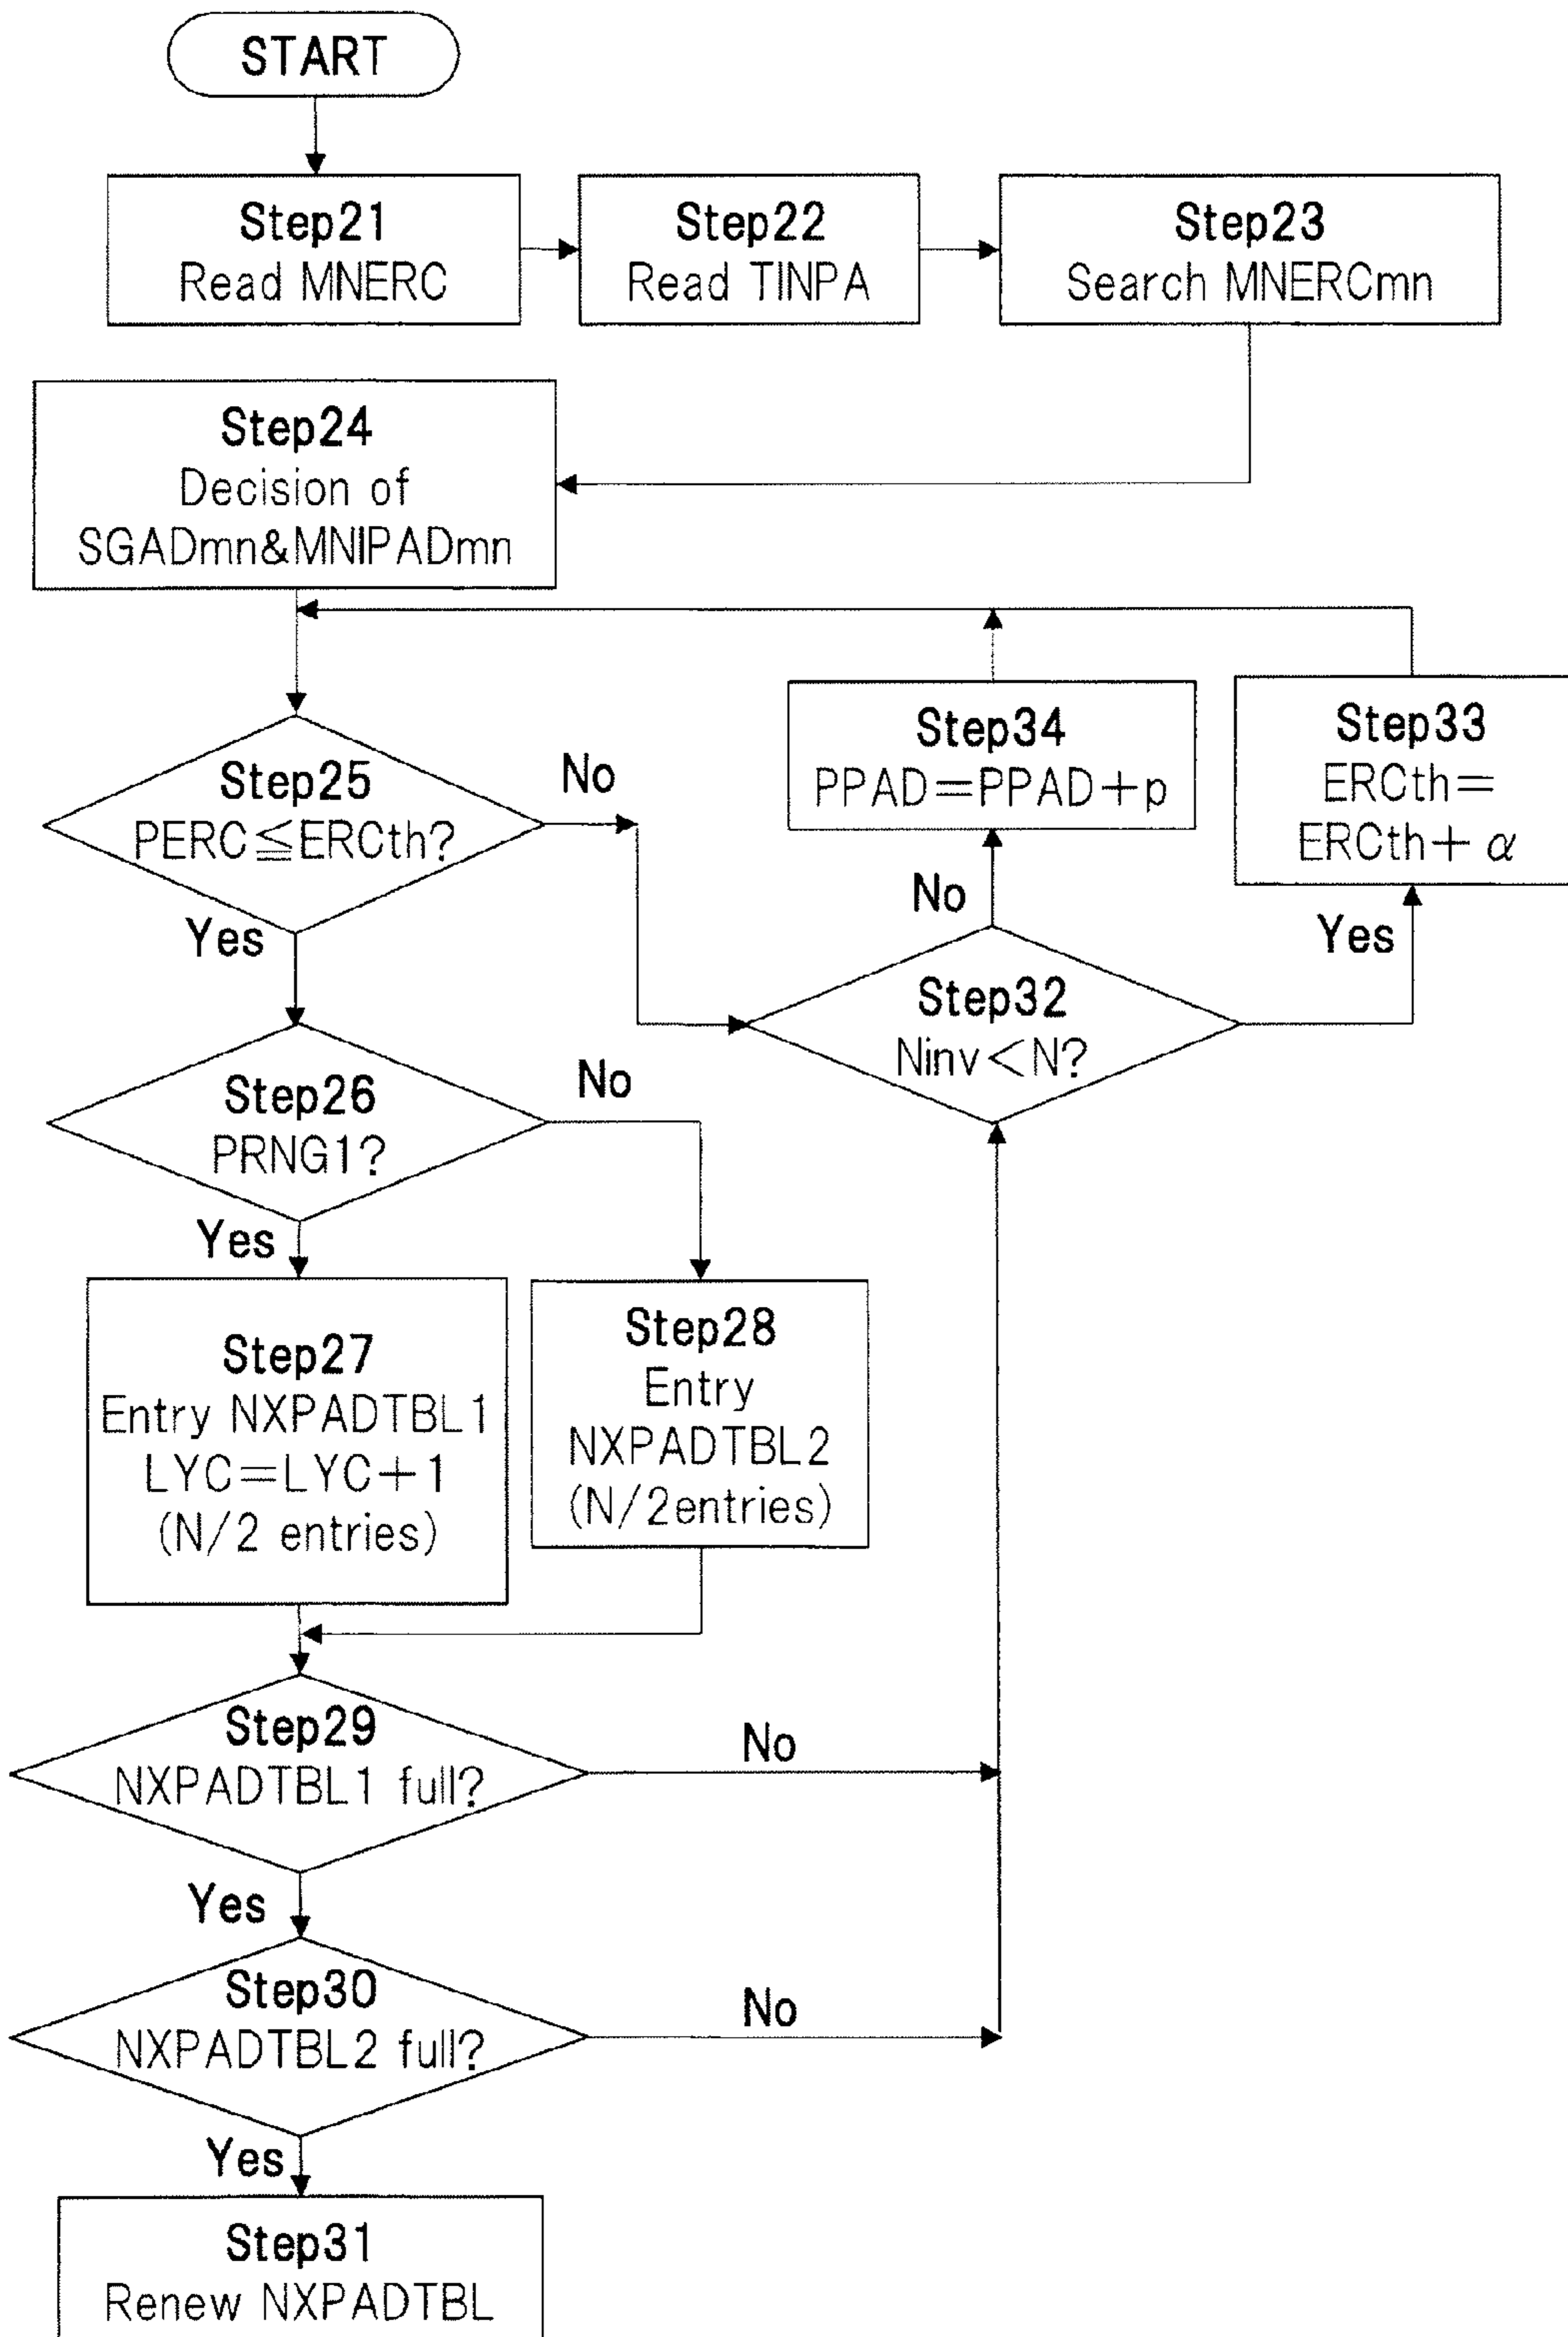 START
Step21
Read MNERC
Step22
Read TINPA
Step23
Search MNERCmn
Step24
Decision of
SGADmn&MNIPADmn
Step25
PERC≦ERCth?
No
Yes
Step34
PPAD=PPAD+p
Step33
ERCth=
ERCth+α
No
Yes
Step32
Ninv<N?
Step26
PRNG1?
No
Yes
Step27
Entry NXPADTBL1
LYC=LYC+1
(N/2 entries)
Step28
Entry
NXPADTBL2
(N/2entries)
Step29
NXPADTBL1 full?
No
Yes
Step30
NXPADTBL2 full?
No
Yes
Step31
Renew NXPADTBL